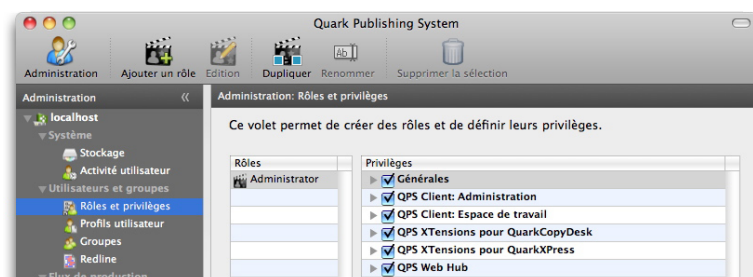 Quark Publishing System
Administration Ajouter un rôle Edition Dupliquer Renommer Supprimer la sélection
Administration «
localhost
Système
Stockage
Activité utilisateur
Utilisateurs et groupes
Rôles et privilèges
Profils utilisateur
Groupes
Redline
Flux de production
Administration: Rôles et privilèges
Ce volet permet de créer des rôles et de définir leurs privilèges.
Rôles Privilèges
Administrator Générales
QPS Client: Administration
QPS Client: Espace de travail
QPS XTensions pour QuarkCopyDesk
QPS XTensions pour QuarkXPress
QPS Web Hub